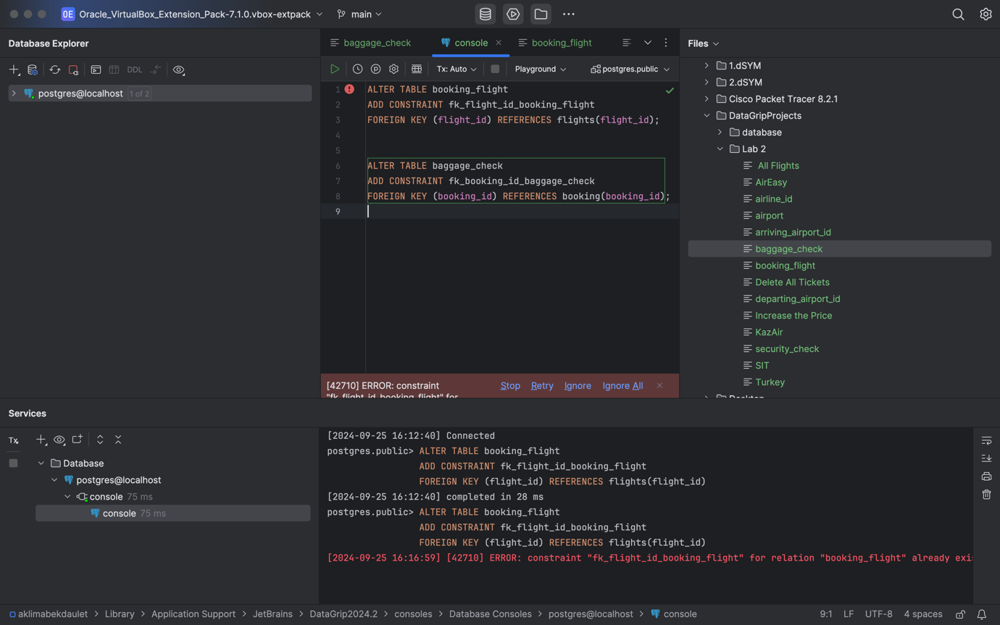 OE Oracle_VirtualBox_Extension_Pack-7.1.0.vbox-extpack main
Database Explorer
DDL
postgres@localhost 1 of 2
baggage_check console booking_flight
Tx: Auto Playground postgres.public
1 ALTER TABLE booking_flight
2 ADD CONSTRAINT fk_flight_id_booking_flight
3 FOREIGN KEY (flight_id) REFERENCES flights(flight_id);
4
5
6 ALTER TABLE baggage_check
7 ADD CONSTRAINT fk_booking_id_baggage_check
8 FOREIGN KEY (booking_id) REFERENCES booking(booking_id);
9
[42710] ERROR: constraint Stop Retry Ignore Ignore All
"fk_flight_id_booking_flight" for
Files
1.dSYM
2.dSYM
Cisco Packet Tracer 8.2.1
DataGripProjects
database
Lab 2
All Flights
AirEasy
airline_id
airport
arriving_airport_id
baggage_check
booking_flight
Delete All Tickets
departing_airport_id
Increase the Price
KazAir
security_check
SIT
Turkey
Desktop
Services
Tx
Database
postgres@localhost
console 75 ms
console 75 ms
[2024-09-25 16:12:40] Connected
postgres.public> ALTER TABLE booking_flight
ADD CONSTRAINT fk_flight_id_booking_flight
FOREIGN KEY (flight_id) REFERENCES flights(flight_id)
[2024-09-25 16:12:40] completed in 28 ms
postgres.public> ALTER TABLE booking_flight
ADD CONSTRAINT fk_flight_id_booking_flight
FOREIGN KEY (flight_id) REFERENCES flights(flight_id)
[2024-09-25 16:16:59] [42710] ERROR: constraint "fk_flight_id_booking_flight" for relation "booking_flight" already exi
aklimabekdaulet > Library > Application Support > JetBrains > DataGrip2024.2 > consoles > Database Consoles > postgres@localhost > console 9:1 LF UTF-8 4 spaces